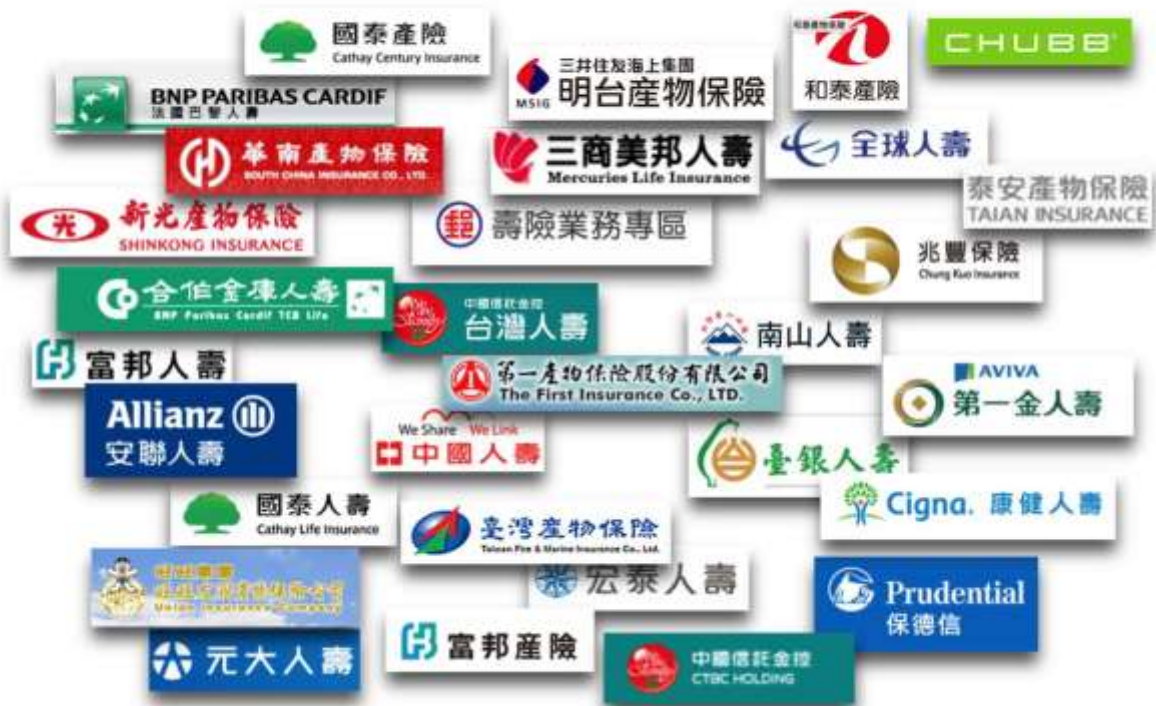 國泰產險
Cathay Century Insurance
BNP PARIBAS CARDIF
法國巴黎人壽
三井住友海上集團
MSIG
明台產物保險
和泰產險
CHUBB
華南產物保險
SOUTH CHINA INSURANCE CO., LTD.
三商美邦人壽
Mercuries Life Insurance
全球人壽
泰安產物保險
TAIAN INSURANCE
光
新光產物保險
SHINKONG INSURANCE
郵
壽險業務專區
兆豐保險
Chung Kuo Insurance
合作金庫人壽
BNP Paribas Cardif TCB Life
We are family
中國信託金控
台灣人壽
南山人壽
富邦人壽
第一產物保險股份有限公司
The First Insurance Co., LTD.
AVIVA
第一金人壽
Allianz
安聯人壽
We Share We Link
中國人壽
臺銀人壽
國泰人壽
Cathay Life Insurance
臺灣產物保險
Taiwan Fire & Marine Insurance Co., Ltd.
Cigna. 康健人壽
Union Insurance Company
宏泰人壽
Prudential
保德信
元大人壽
富邦產險
中國信託金控
CTBC HOLDING